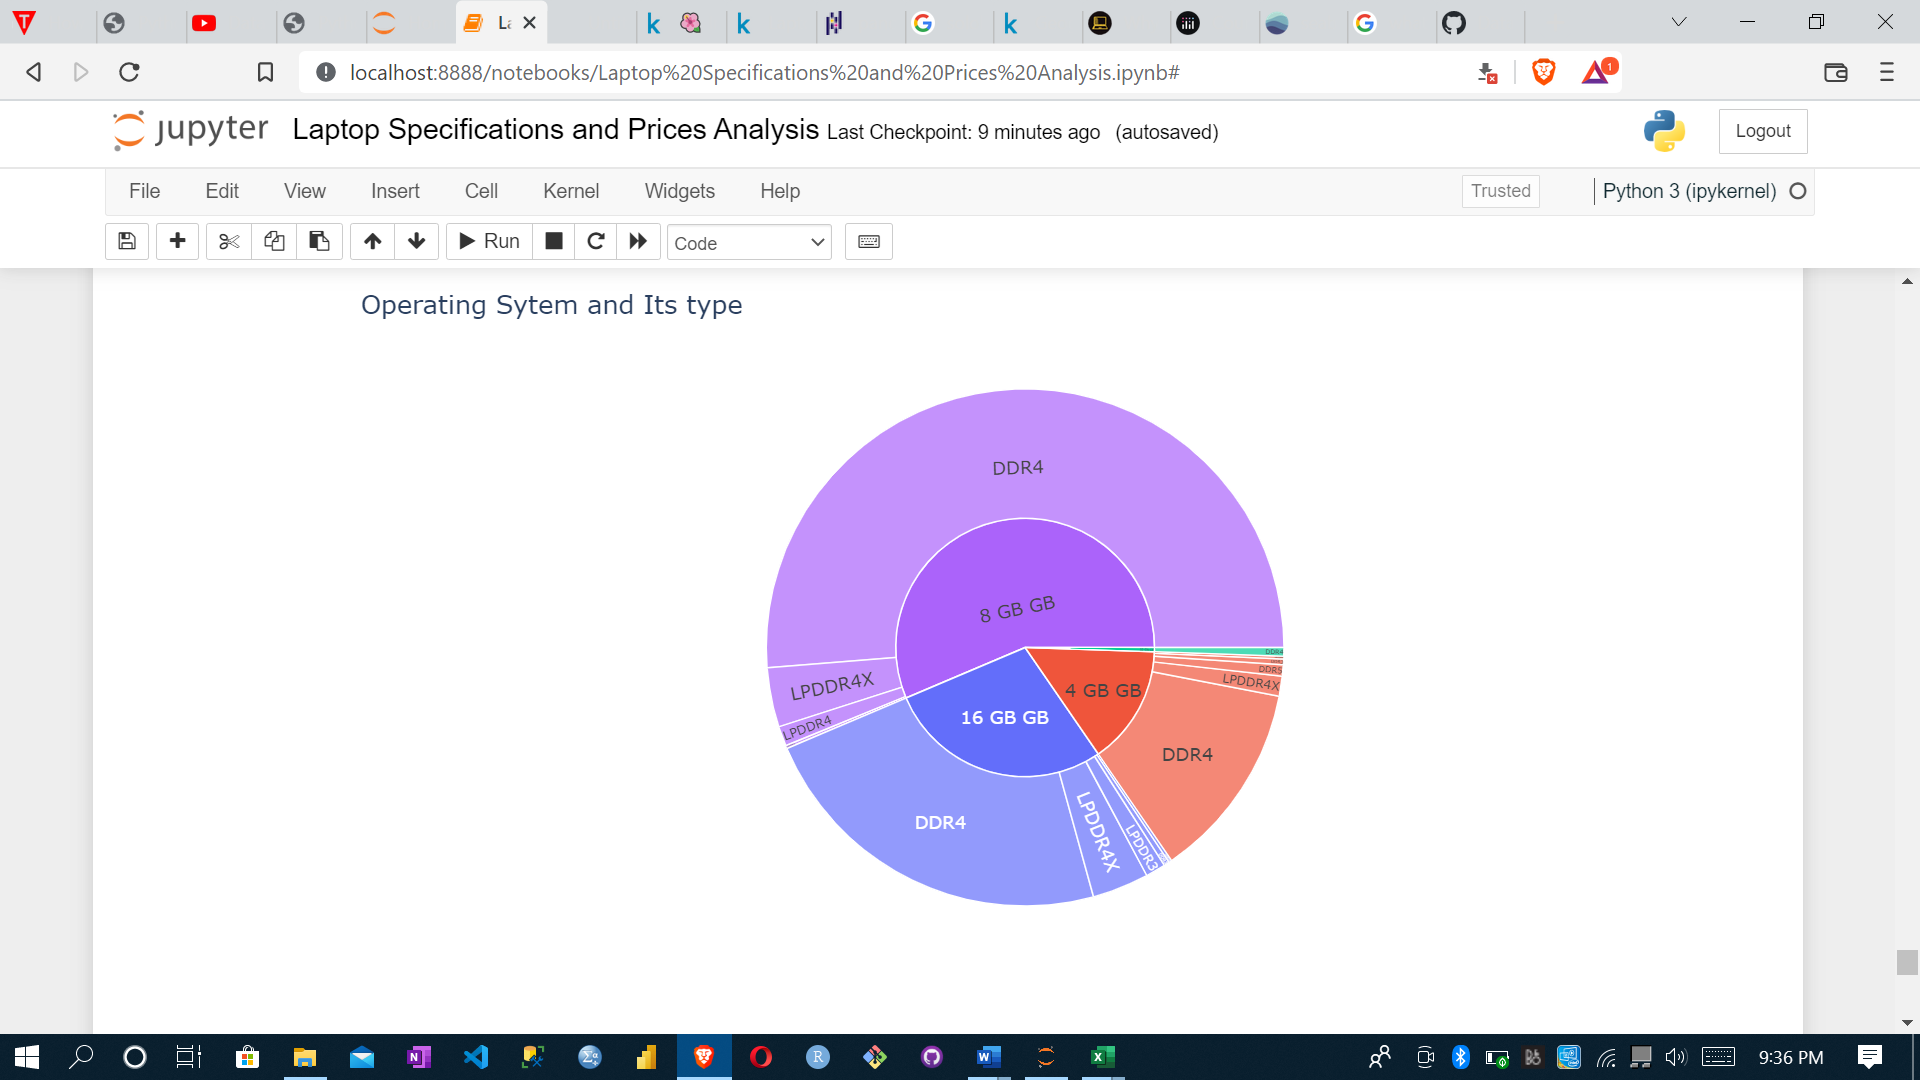 La
localhost:8888/notebooks/Laptop%20Specifications%20and%20Prices%20Analysis.ipynb#
1
jupyter Laptop Specifications and Prices Analysis Last Checkpoint: 9 minutes ago (autosaved)
Logout
File Edit View Insert Cell Kernel Widgets Help
Trusted Python 3 (ipykernel)
Run Code
Operating Sytem and Its type
DDR4
8 GB GB
DDR4
DDR5
LPDDR4X
LPDDR4X
4 GB GB
LPDDR4
16 GB GB
DDR4
DDR4
LPDDR4X
LPDDR3
9:36 PM